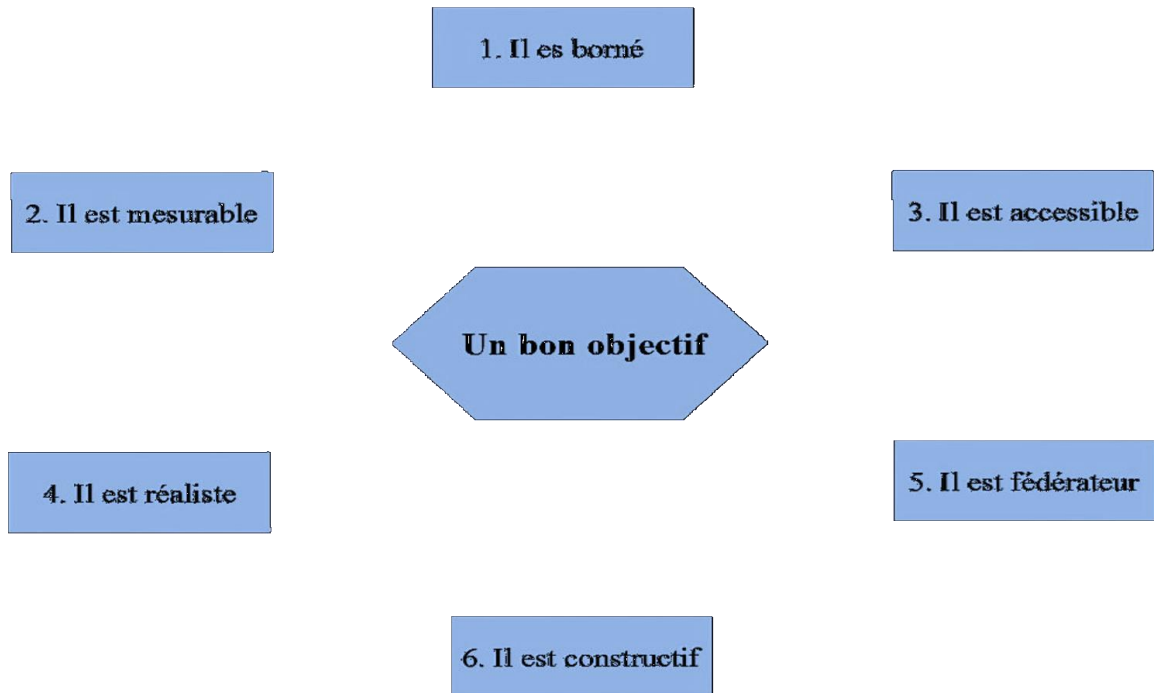 1. Il es borné
2. Il est mesurable
3. Il est accessible
Un bon objectif
4. Il est réaliste
5. Il est fédérateur
6. Il est constructif